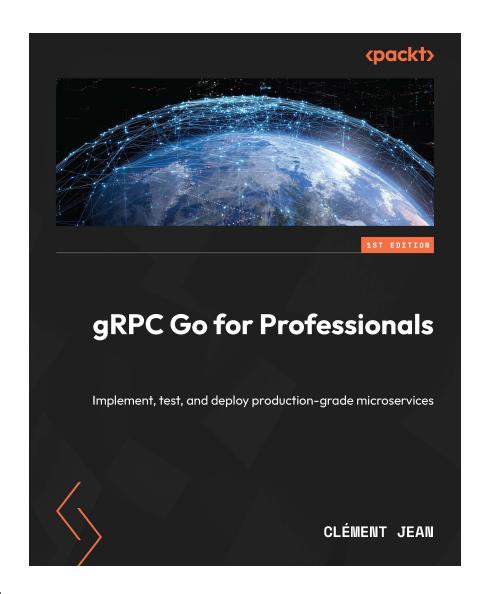 <packt>
1ST EDITION
gRPC Go for Professionals
Implement, test, and deploy production-grade microservices
CLÉMENT JEAN